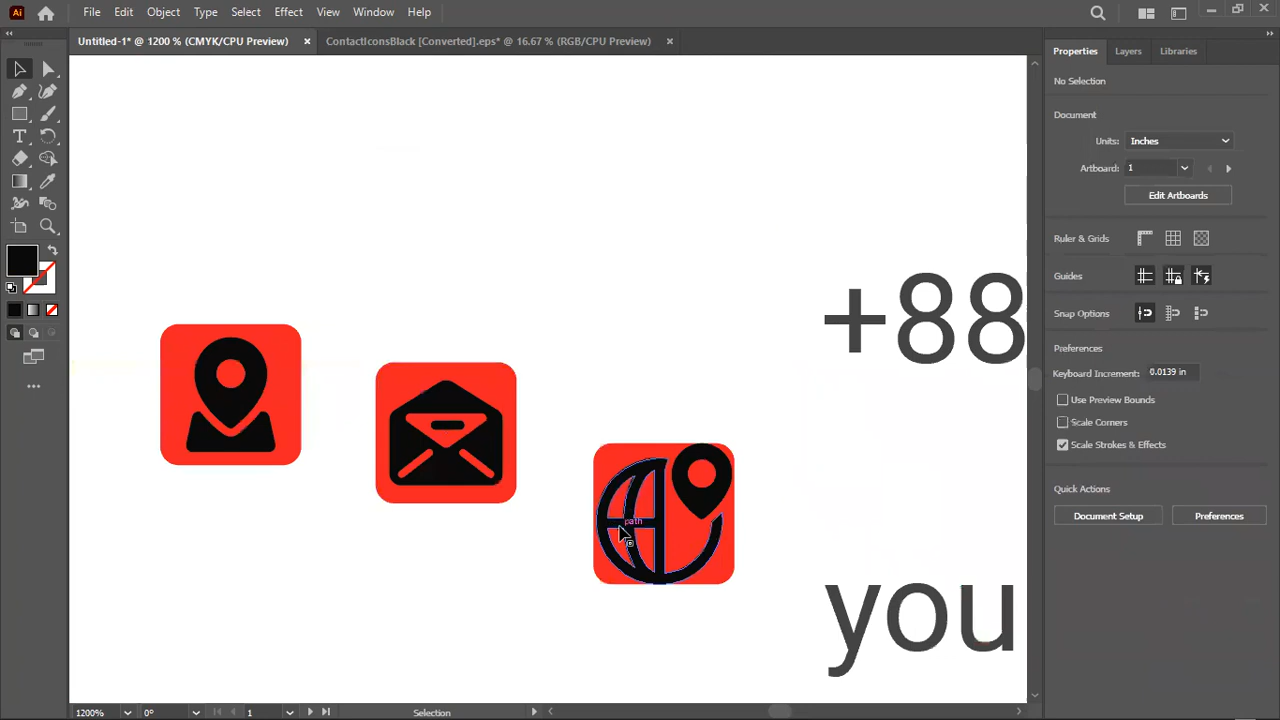 File Edit Object Type Select Effect View Window Help
Untitled-1* @ 1200 % (CMYK/CPU Preview) × ContactIconsBlack [Converted].eps* @ 16.67 % (RGB/CPU Preview) ×
Properties Layers Libraries
No Selection
Document
Units: Inches
Artboard: 1
Edit Artboards
Ruler & Grids
Guides
Snap Options
Preferences
Keyboard Increment: 0.0139 in
Use Preview Bounds
Scale Corners
Scale Strokes & Effects
Quick Actions
Document Setup Preferences
+88
path
you
1200% 0° 1 Selection